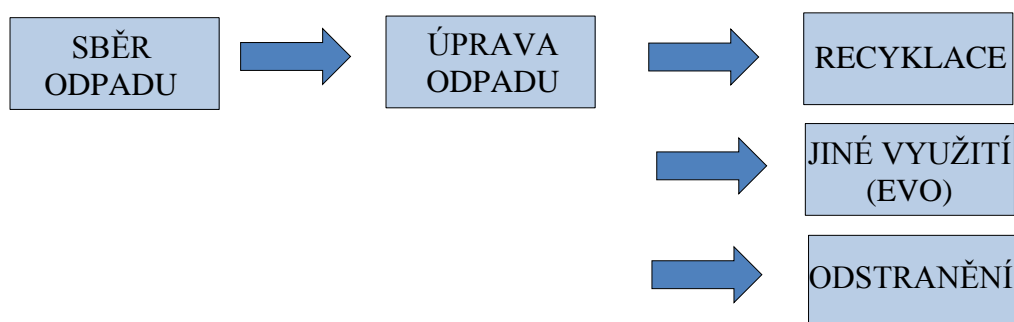 SBĚR
ODPADU
ÚPRAVA
ODPADU
RECYKLACE
JINÉ VYUŽITÍ
(EVO)
ODSTRANĚNÍ